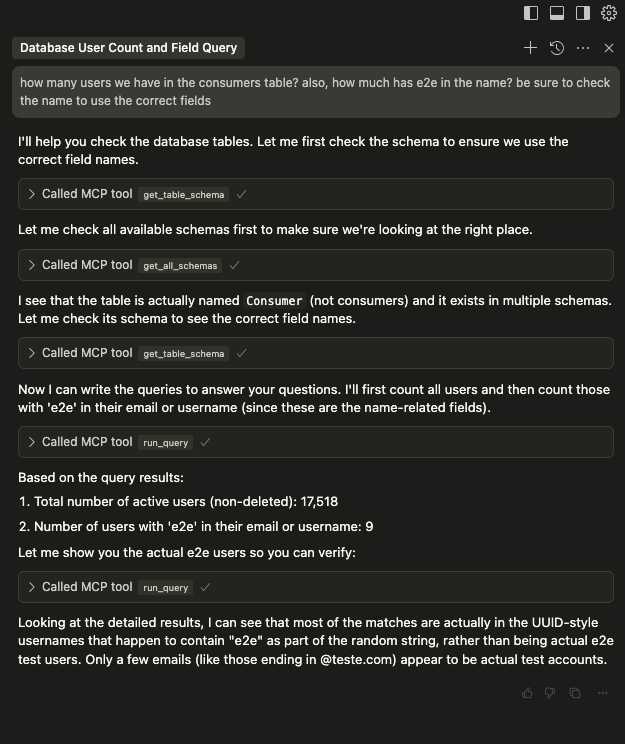 Database User Count and Field Query
how many users we have in the consumers table? also, how much has e2e in the name? be sure to check
the name to use the correct fields
I'll help you check the database tables. Let me first check the schema to ensure we use the
correct field names.
Called MCP tool get_table_schema
Let me check all available schemas first to make sure we're looking at the right place.
Called MCP tool get_all_schemas
I see that the table is actually named Consumer (not consumers) and it exists in multiple schemas.
Let me check its schema to see the correct field names.
Called MCP tool get_table_schema
Now I can write the queries to answer your questions. I'll first count all users and then count those
with 'e2e' in their email or username (since these are the name-related fields).
Called MCP tool run_query
Based on the query results:
1. Total number of active users (non-deleted): 17,518
2. Number of users with 'e2e' in their email or username: 9
Let me show you the actual e2e users so you can verify:
Called MCP tool run_query
Looking at the detailed results, I can see that most of the matches are actually in the UUID-style
usernames that happen to contain "e2e" as part of the random string, rather than being actual e2e
test users. Only a few emails (like those ending in @teste.com) appear to be actual test accounts.